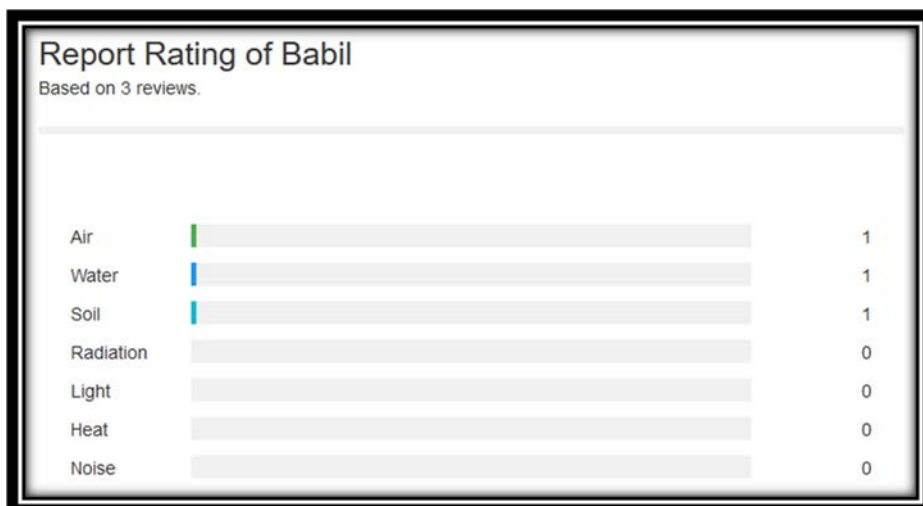 Report Rating of Babil
Based on 3 reviews.
Air 1
Water 1
Soil 1
Radiation 0
Light 0
Heat 0
Noise 0